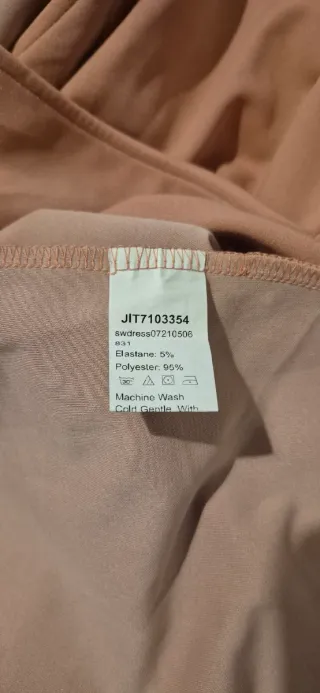 JIT7103354
swdress07210506
831
Elastane: 5%
Polyester: 95%
Machine Wash
Cold Gentle, With